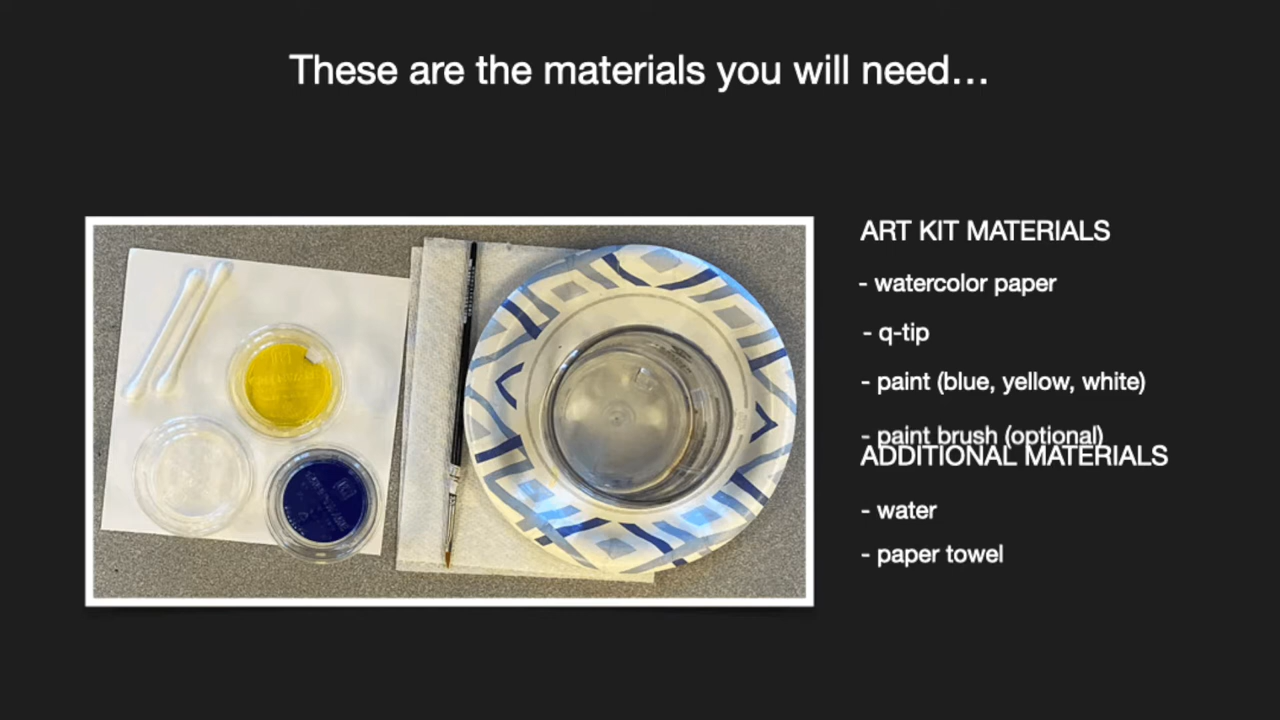 These are the materials you will need...
ART KIT MATERIALS
- watercolor paper
- q-tip
- paint (blue, yellow, white)
- paint brush (optional)
ADDITIONAL MATERIALS
- water
- paper towel